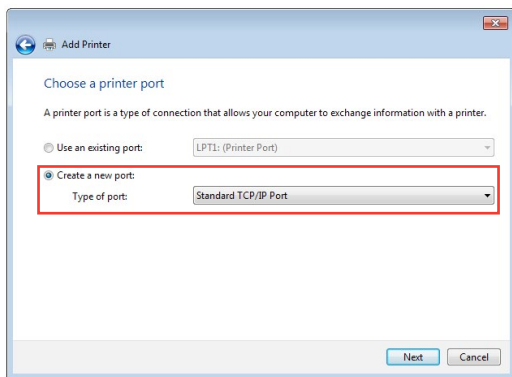 Add Printer
Choose a printer port
A printer port is a type of connection that allows your computer to exchange information with a printer.
Use an existing port: LPT1: (Printer Port)
Create a new port:
Type of port: Standard TCP/IP Port
Next Cancel